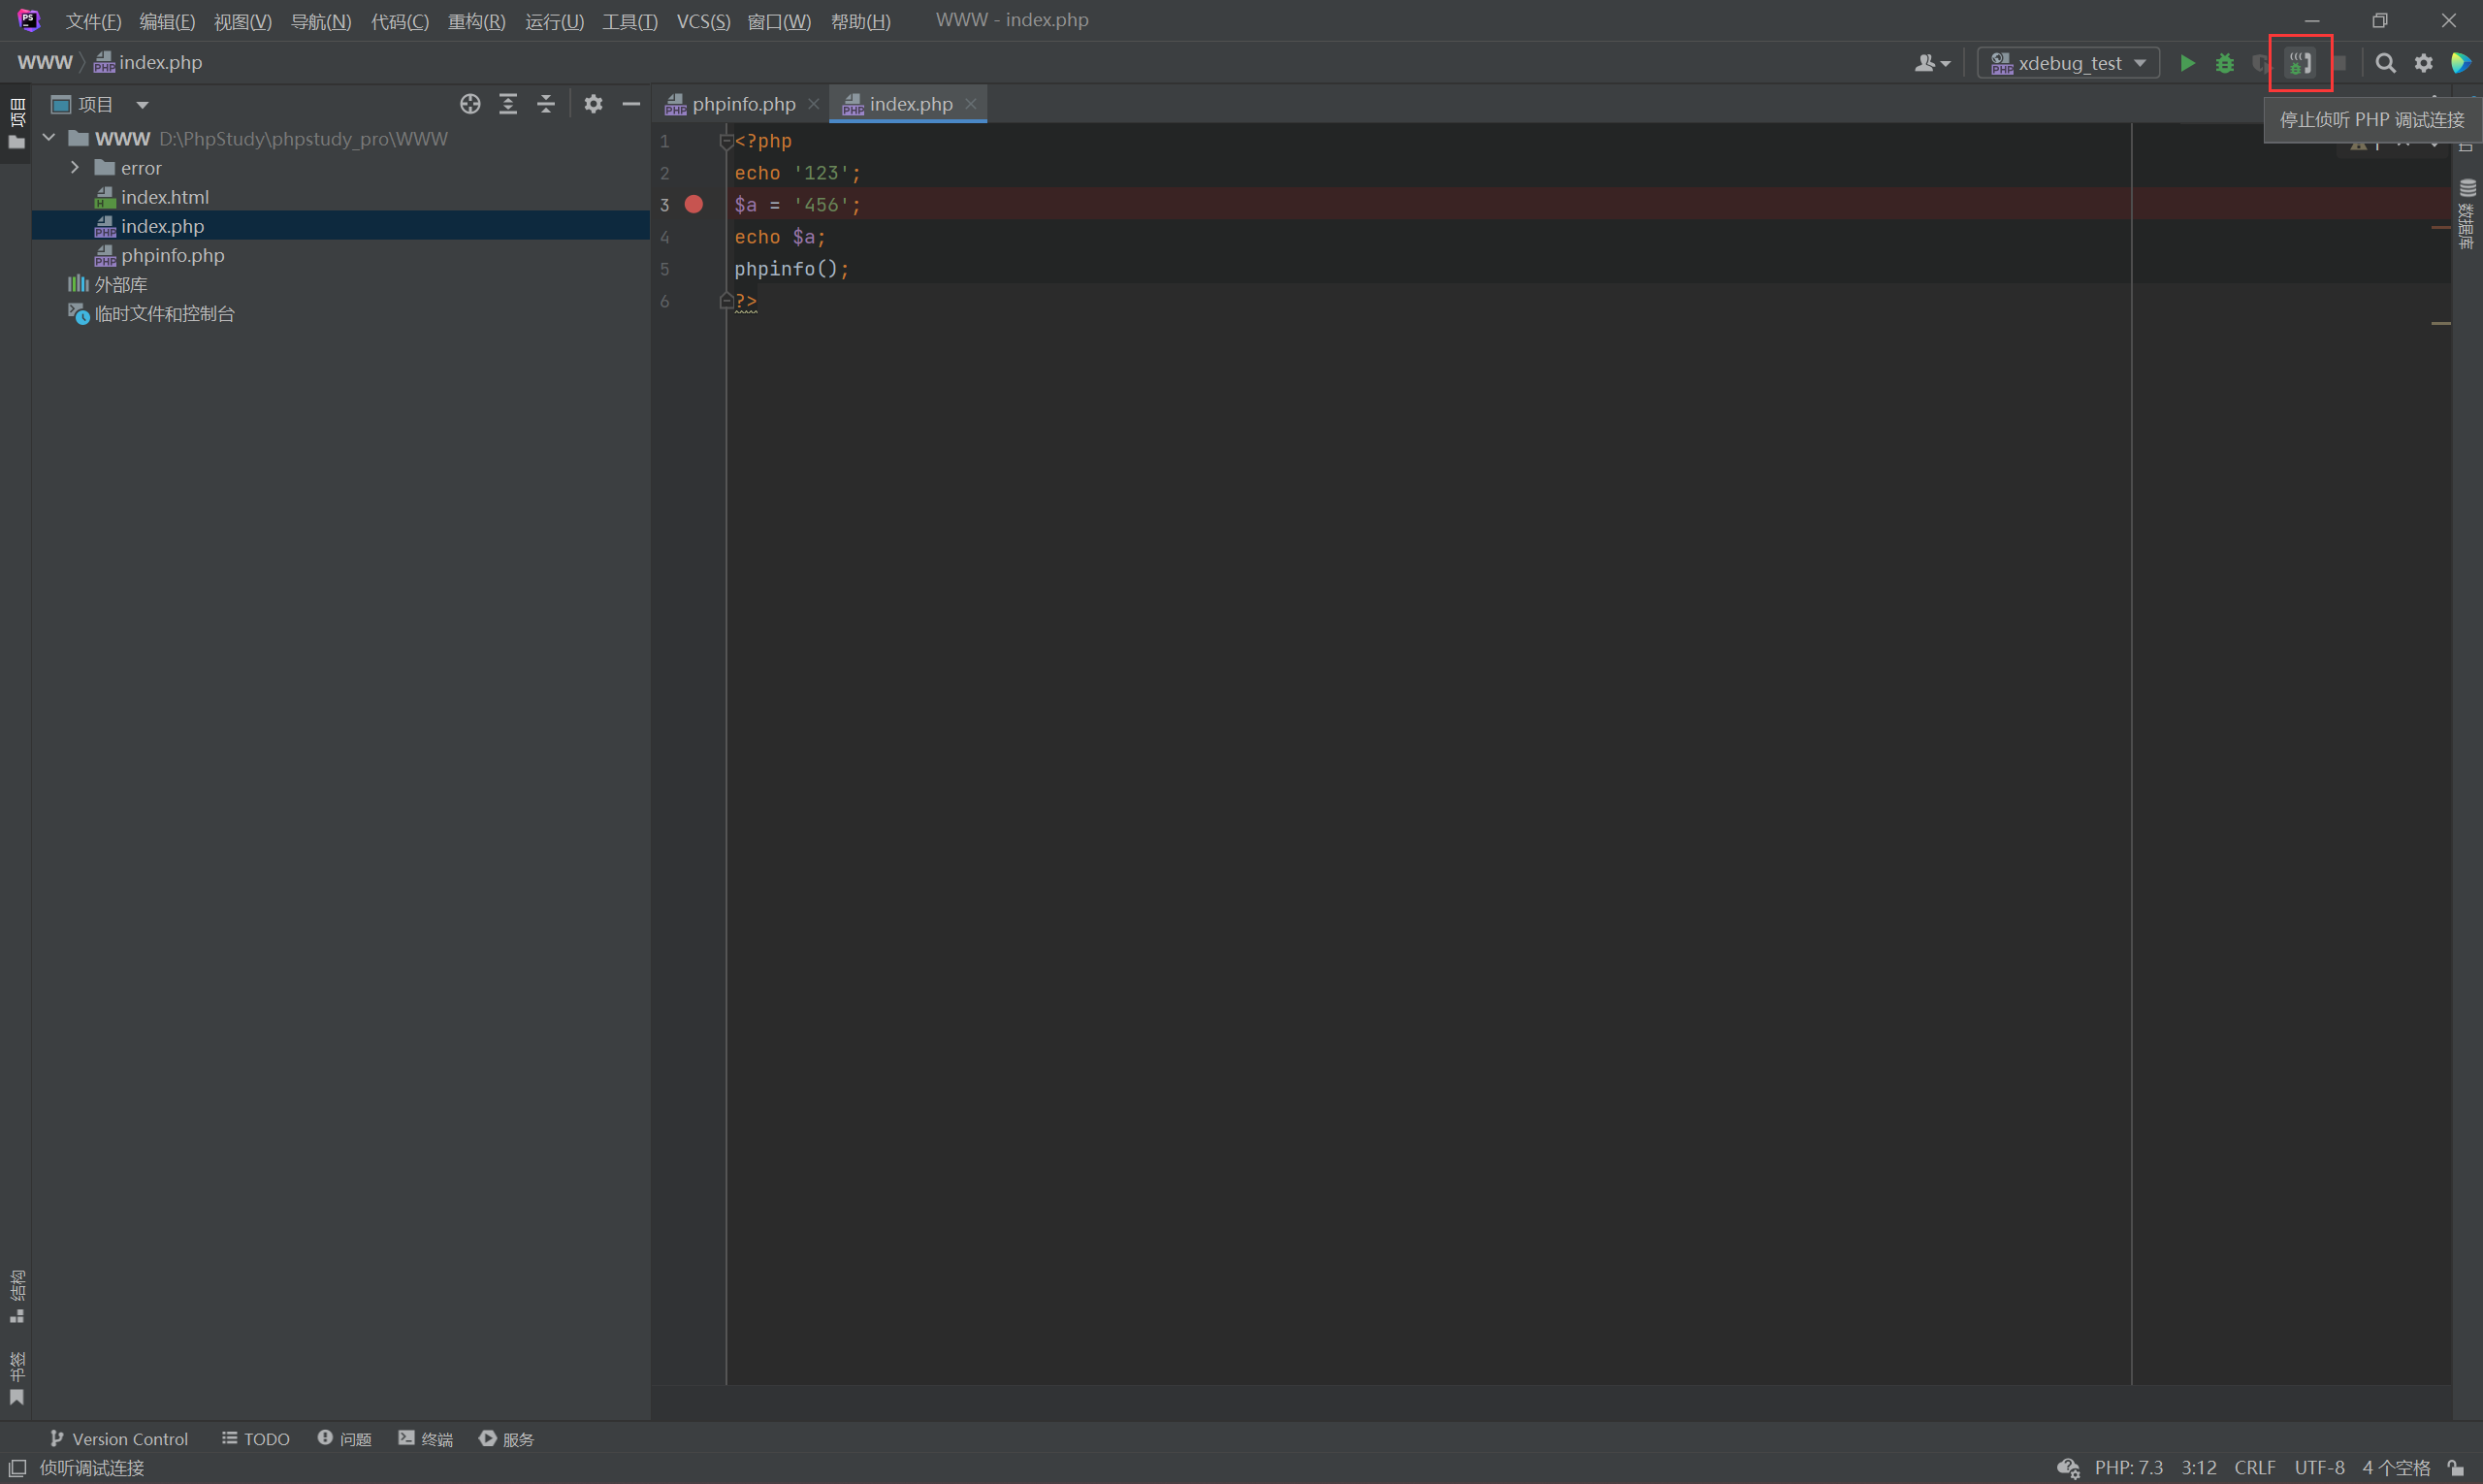 文件(F) 编辑(E) 视图(V) 导航(N) 代码(C) 重构(R) 运行(U) 工具(T) VCS(S) 窗口(W) 帮助(H) WWW - index.php
WWW index.php
xdebug_test
停止侦听 PHP 调试连接
项目
项目
WWW D:\PhpStudy\phpstudy_pro\WWW
error
index.html
index.php
phpinfo.php
外部库
临时文件和控制台
phpinfo.php index.php
1 <?php
2 echo '123';
3 $a = '456';
4 echo $a;
5 phpinfo();
6 ?>
数据库
结构
书签
Version Control TODO 问题 终端 服务
侦听调试连接
PHP: 7.3 3:12 CRLF UTF-8 4 个空格